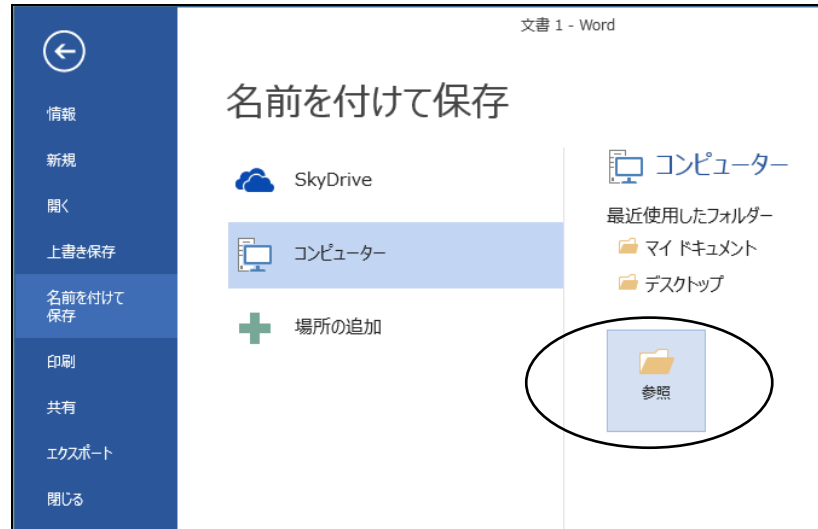 文書 1 - Word
情報
新規
開く
上書き保存
名前を付けて
保存
印刷
共有
エクスポート
閉じる
名前を付けて保存
SkyDrive
コンピューター
場所の追加
コンピューター
最近使用したフォルダー
マイ ドキュメント
デスクトップ
参照